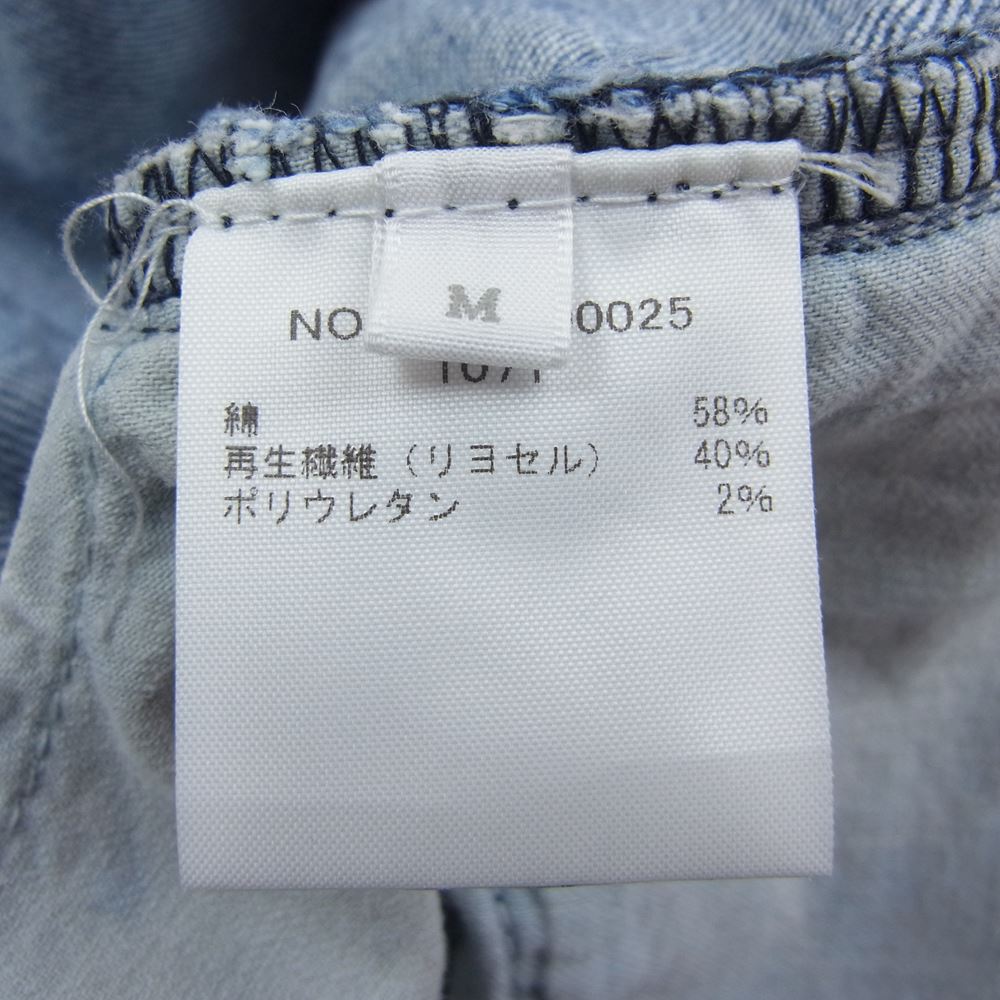 M
NO 0025
綿 58%
再生繊維（リヨセル） 40%
ポリウレタン 2%